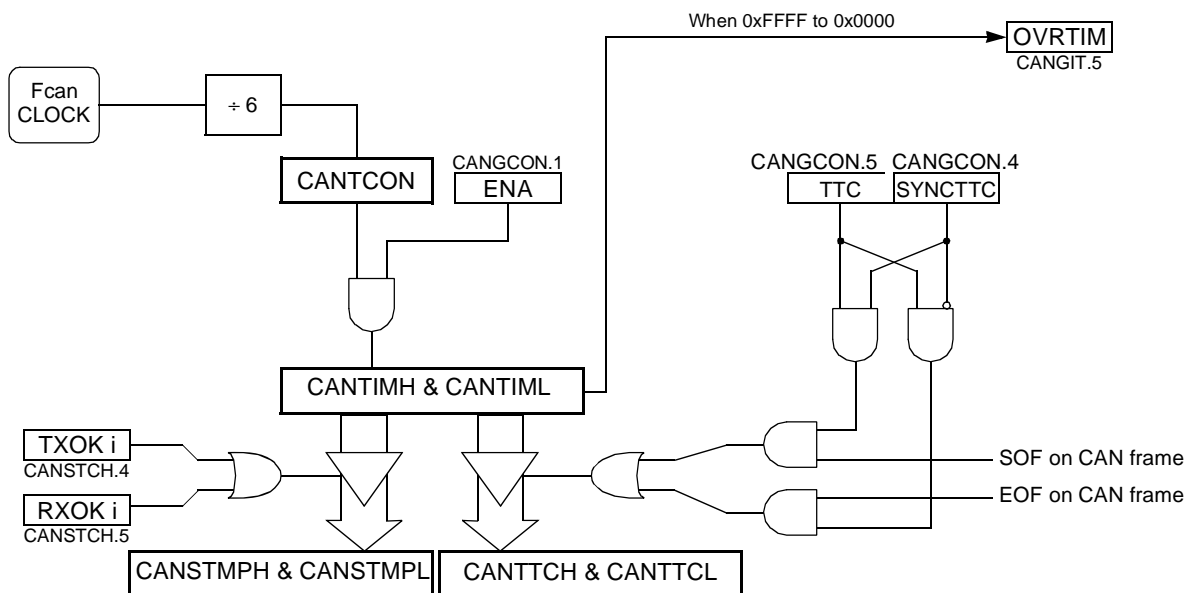 When 0xFFFF to 0x0000
OVRTIM
CANGIT.5
Fcan
CLOCK
÷ 6
CANTCON
CANGCON.1
ENA
CANGCON.5
CANGCON.4
TTC
SYNCTTC
CANTIMH & CANTIML
TXOK i
CANSTCH.4
RXOK i
CANSTCH.5
SOF on CAN frame
EOF on CAN frame
CANSTMPH & CANSTMPL
CANTTCH & CANTTCL